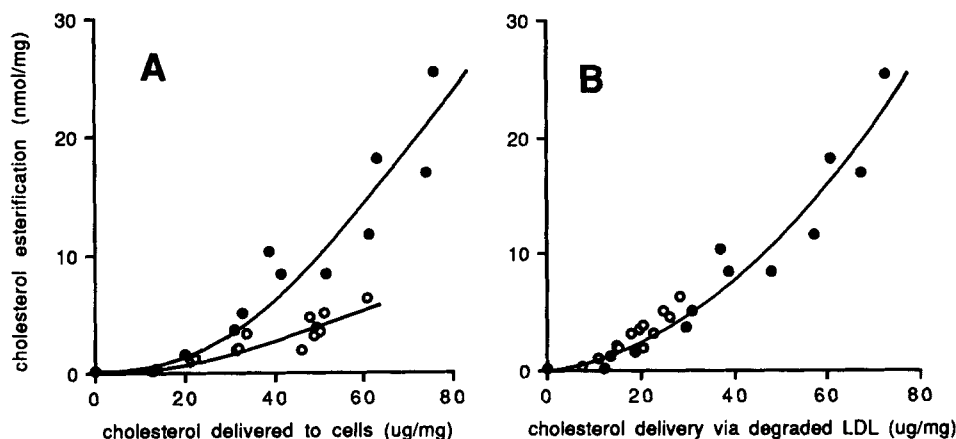 A
B
cholesterol esterification (nmol/mg)
30
20
10
0
0 20 40 60 80
cholesterol delivered to cells (ug/mg)
30
20
10
0
0 20 40 60 80
cholesterol delivery via degraded LDL (ug/mg)